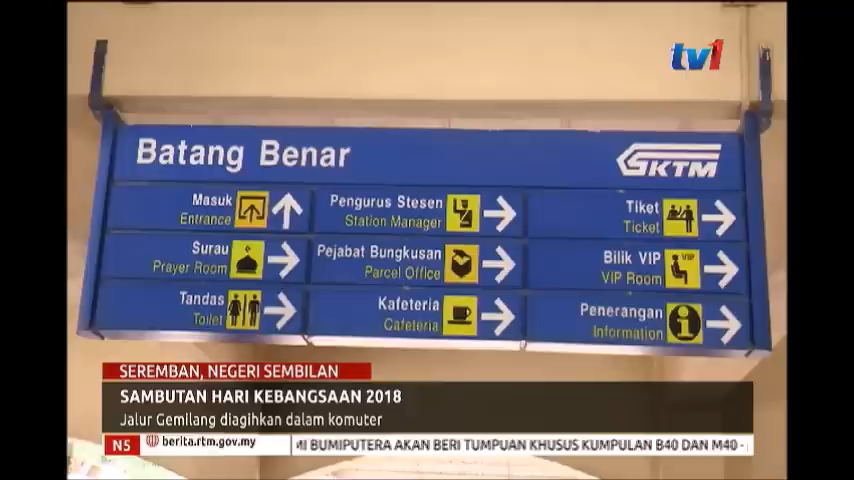 tv1
Batang Benar
KTM
Masuk
Entrance
Pengurus Stesen
Station Manager
Tiket
Ticket
Surau
Prayer Room
Pejabat Bungkusan
Parcel Office
Bilik VIP
VIP Room
VIP
Tandas
Toilet
Kafeteria
Cafeteria
Penerangan
Information
SEREMBAN, NEGERI SEMBILAN
SAMBUTAN HARI KEBANGSAAN 2018
Jalur Gemilang diagihkan dalam komuter
N5
berita.rtm.gov.my
BUMIPUTERA AKAN BERI TUMPUAN KHUSUS KUMPULAN B40 DAN M40 -